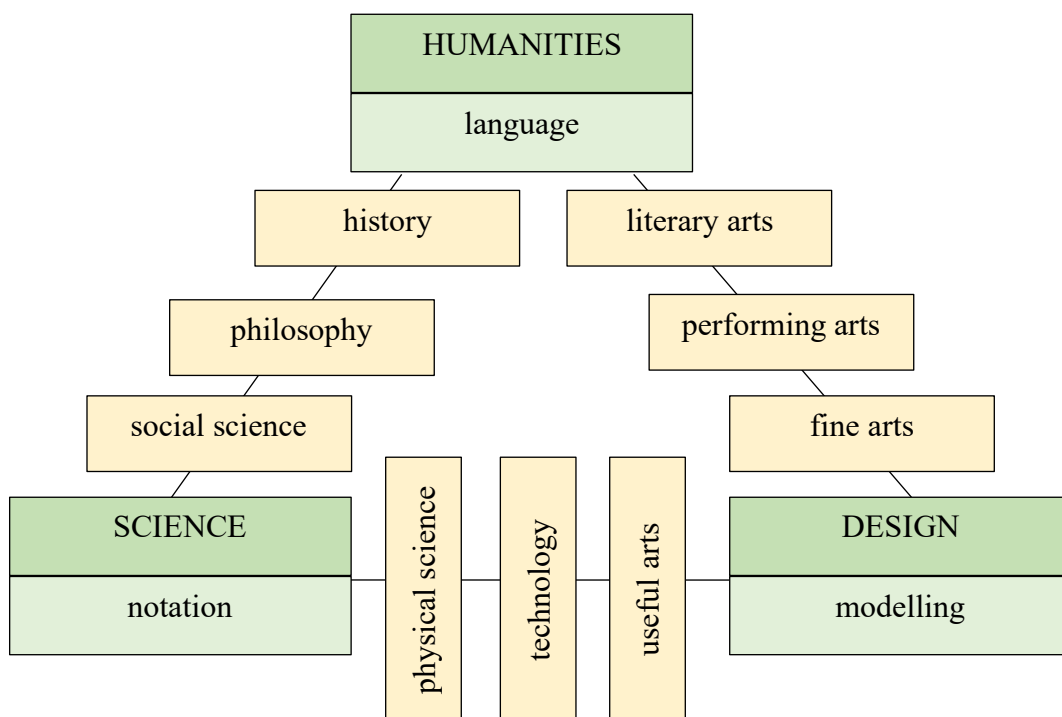 HUMANITIES
language
history
literary arts
philosophy
performing arts
social science
fine arts
SCIENCE
notation
physical science
technology
useful arts
DESIGN
modelling